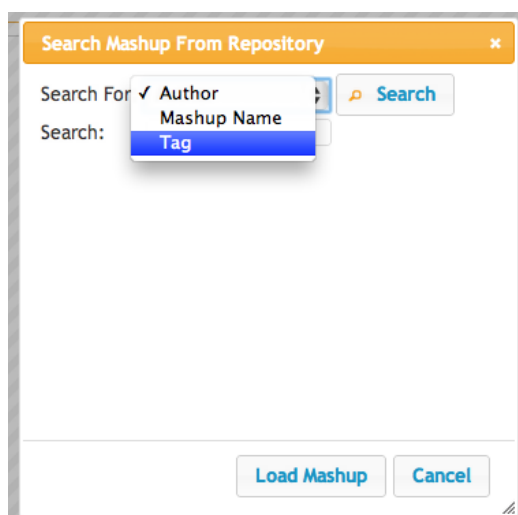 Search Mashup From Repository
Search For ✓ Author
Search
Mashup Name
Search:
Tag
Load Mashup
Cancel